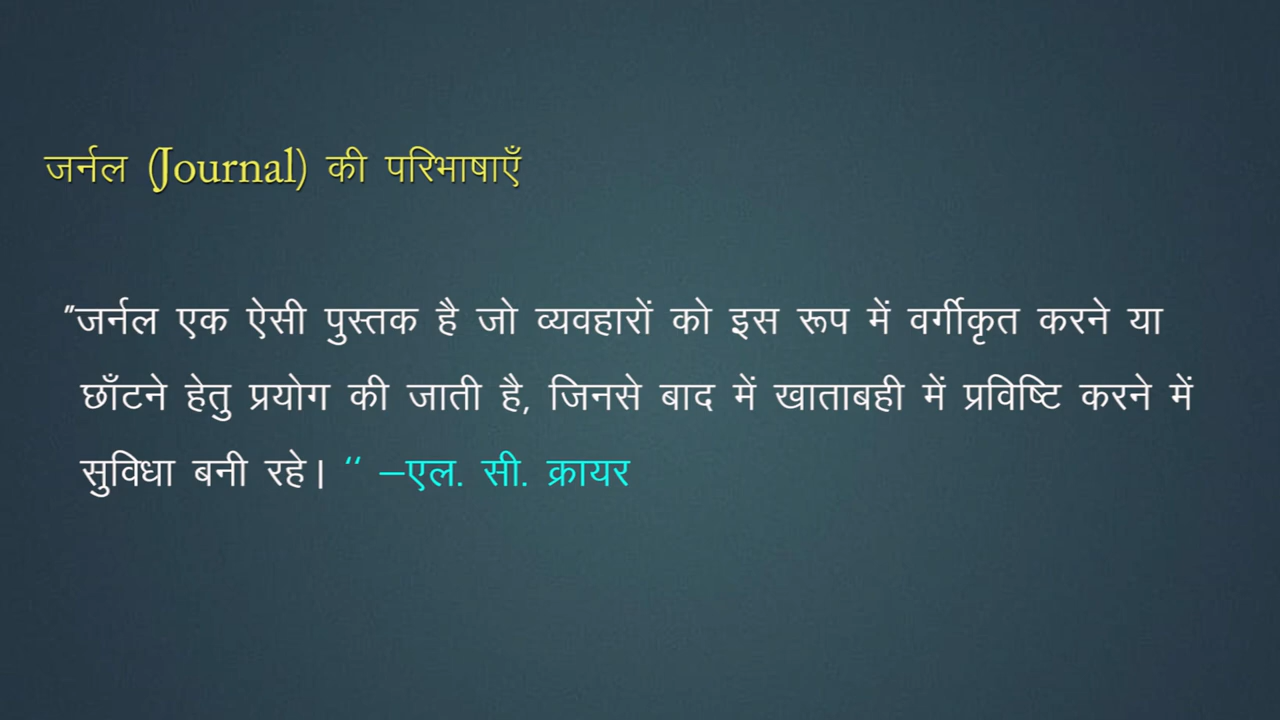 जर्नल (Journal) की परिभाषाएँ
"जर्नल एक ऐसी पुस्तक है जो व्यवहारों को इस रूप में वर्गीकृत करने या
छाँटने हेतु प्रयोग की जाती है, जिनसे बाद में खाताबही में प्रविष्टि करने में
सुविधा बनी रहे। ‘‘ –एल. सी. क्रायर